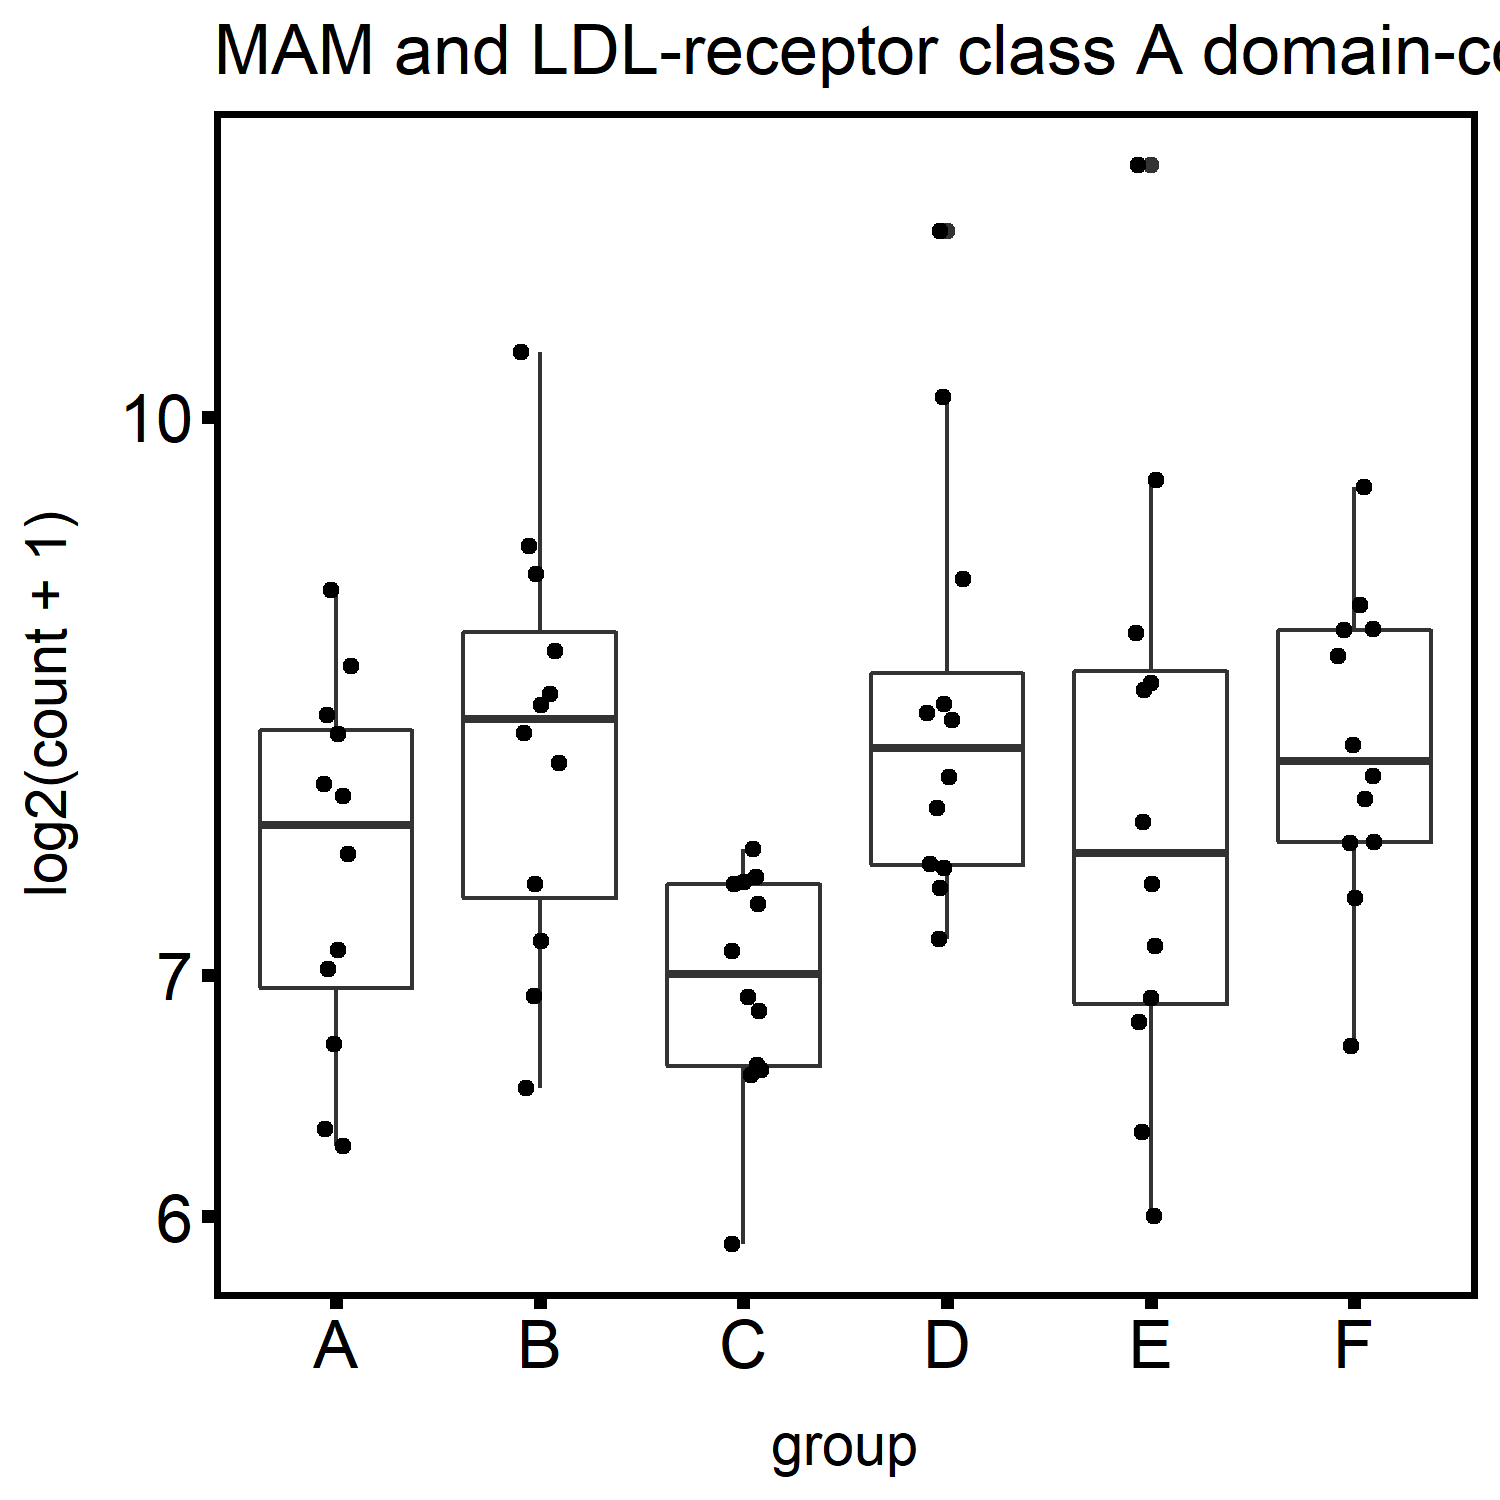 MAM and LDL-receptor class A domain-co
log2(count + 1)
10
7
6
A B C D E F
group